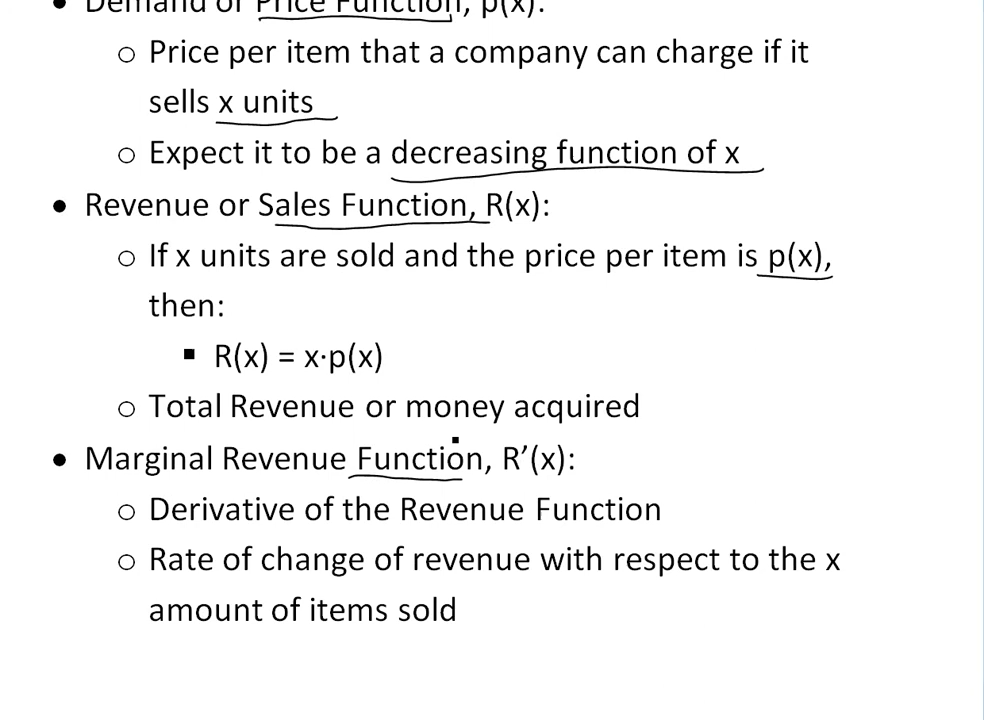 • Demand or Price Function, p(x):
o Price per item that a company can charge if it
sells x units
o Expect it to be a decreasing function of x
• Revenue or Sales Function, R(x):
o If x units are sold and the price per item is p(x),
then:
▪ R(x) = x·p(x)
o Total Revenue or money acquired
• Marginal Revenue Function, R’(x):
o Derivative of the Revenue Function
o Rate of change of revenue with respect to the x
amount of items sold